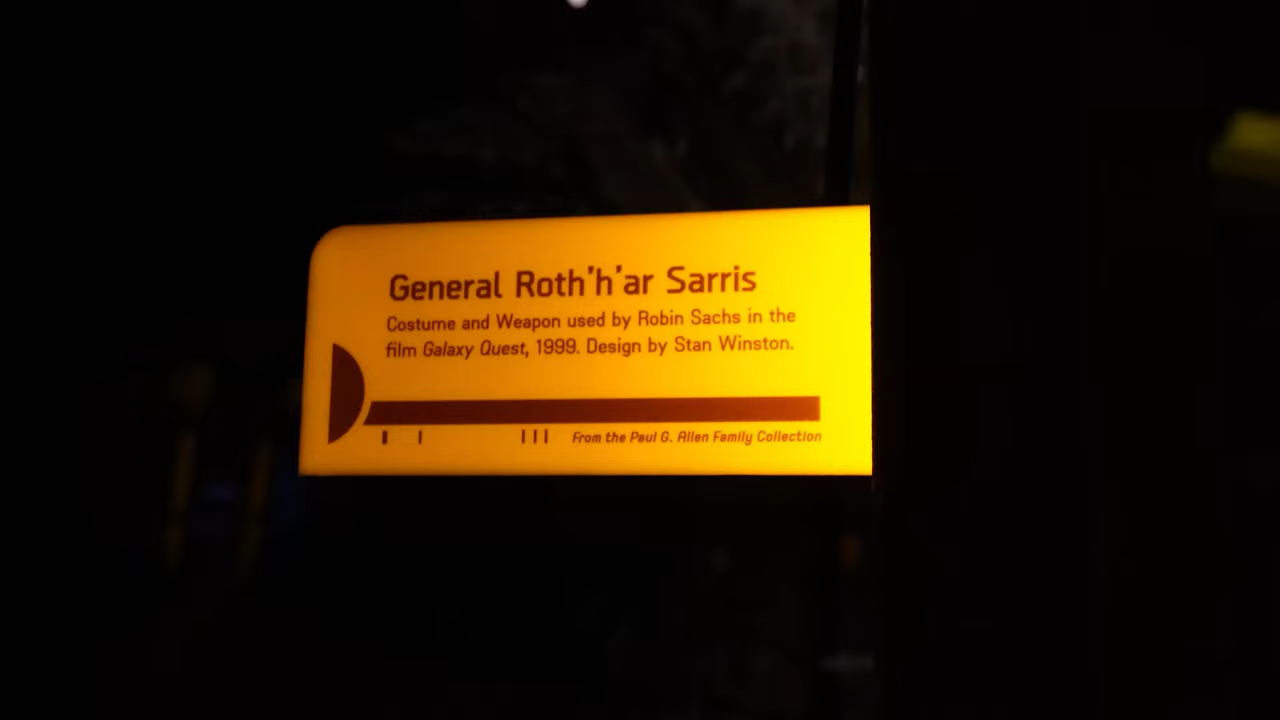 General Roth'h'ar Sarris
Costume and Weapon used by Robin Sachs in the
film Galaxy Quest, 1999. Design by Stan Winston.
From the Paul G. Allen Family Collection